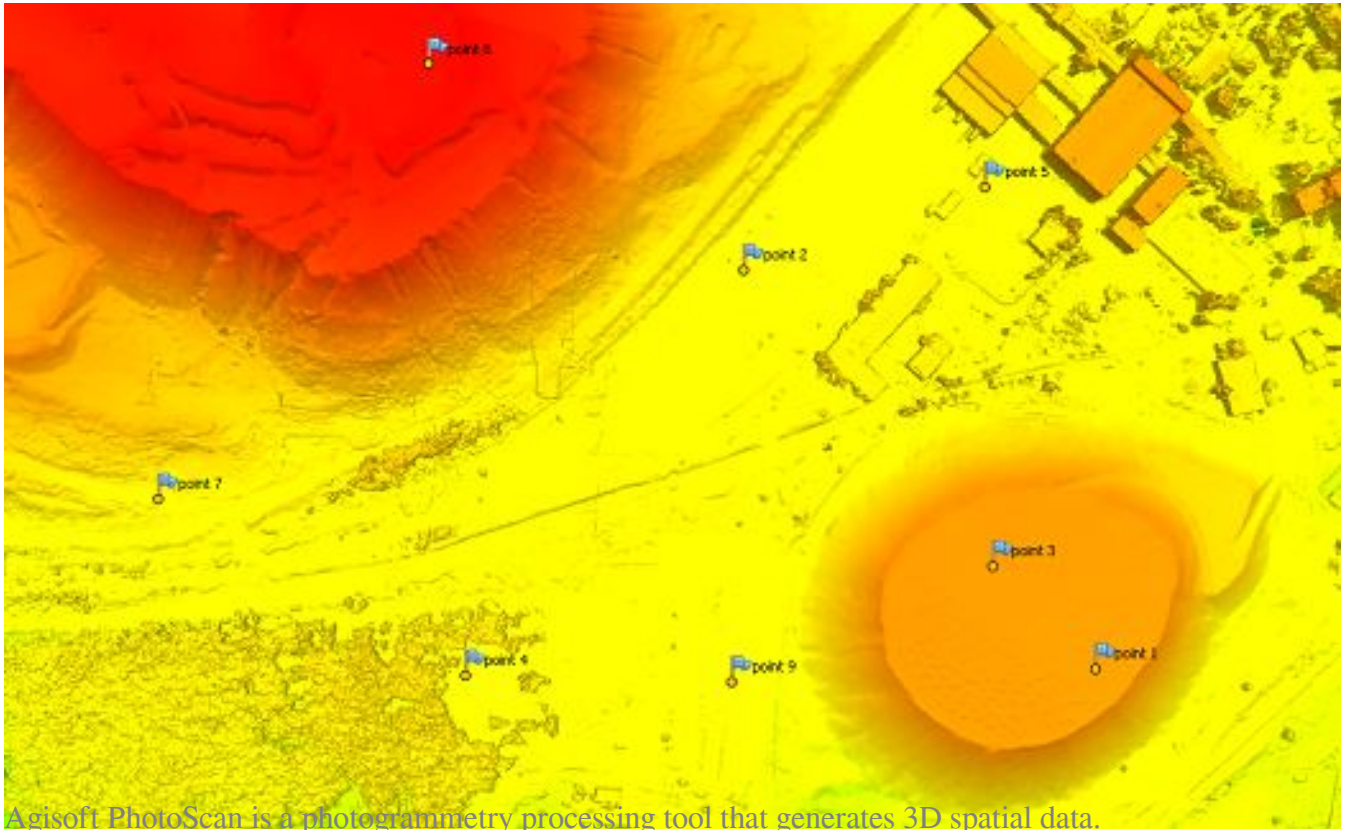 point 6
point 5
point 2
point 7
point 3
point 1
point 4
point 9
Agisoft PhotoScan is a photogrammetry processing tool that generates 3D spatial data.